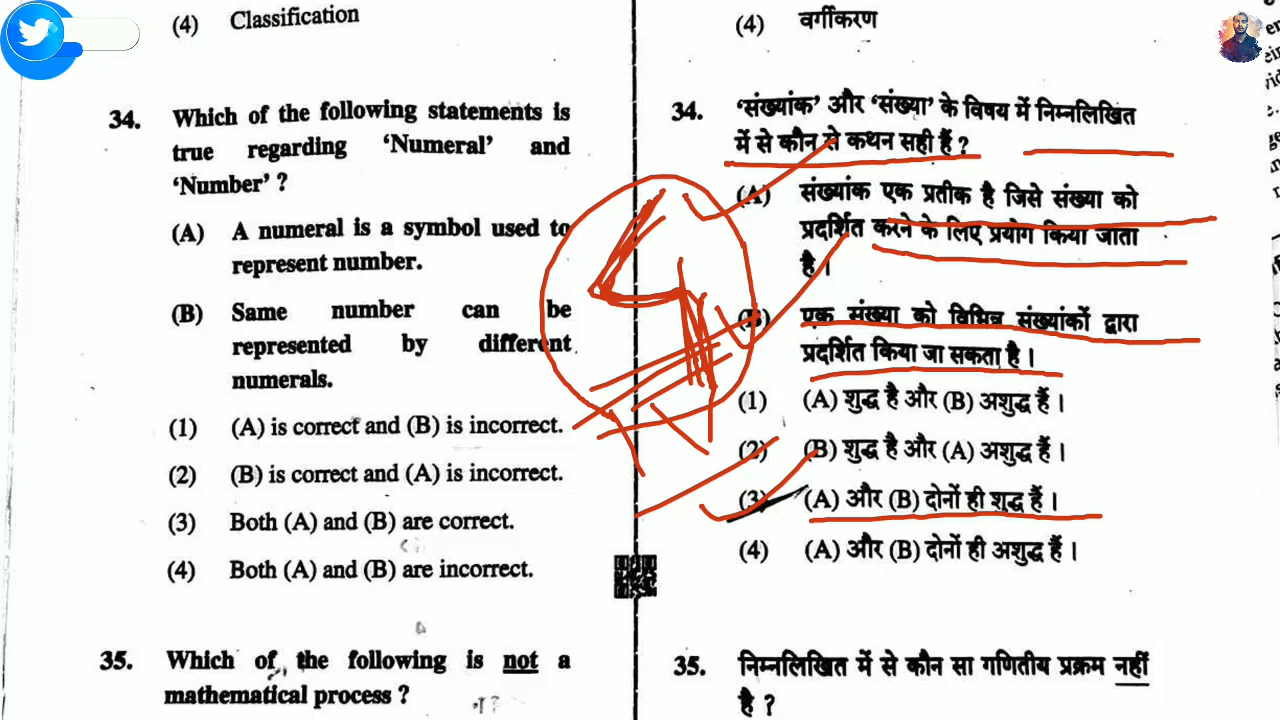 (4) Classification
34. Which of the following statements is
true regarding 'Numeral' and
'Number' ?
(A) A numeral is a symbol used to
represent number.
(B) Same number can be
represented by different
numerals.
(1) (A) is correct and (B) is incorrect.
(2) (B) is correct and (A) is incorrect.
(3) Both (A) and (B) are correct.
(4) Both (A) and (B) are incorrect.
35. Which of the following is not a
mathematical process ?
(4) वर्गीकरण
34. 'संख्यांक' और 'संख्या' के विषय में निम्नलिखित
में से कौन से कथन सही हैं ?
(A) संख्यांक एक प्रतीक है जिसे संख्या को
प्रदर्शित करने के लिए प्रयोग किया जाता
है ।
(B) एक संख्या को विभिन्न संख्यांकों द्वारा
प्रदर्शित किया जा सकता है ।
(1) (A) शुद्ध है और (B) अशुद्ध हैं ।
(2) (B) शुद्ध है और (A) अशुद्ध हैं ।
(3) (A) और (B) दोनों ही शुद्ध हैं ।
(4) (A) और (B) दोनों ही अशुद्ध हैं ।
35. निम्नलिखित में से कौन सा गणितीय प्रक्रम नहीं
है ?